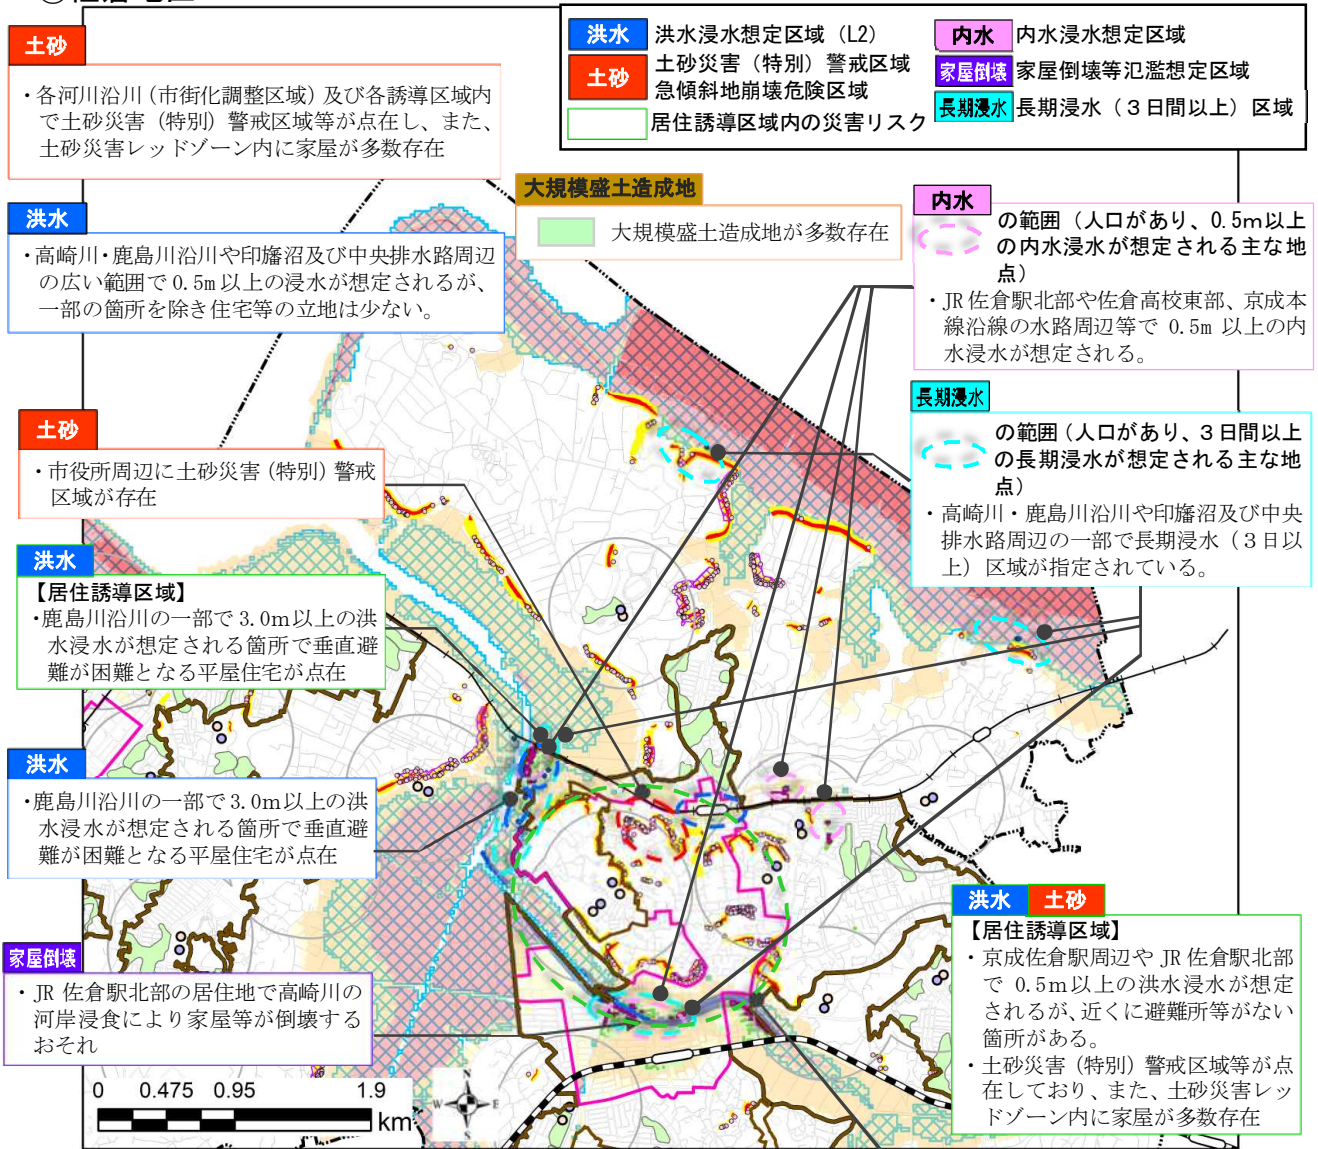 土砂
・各河川沿川（市街化調整区域）及び各誘導区域内
で土砂災害（特別）警戒区域等が点在し、また、
土砂災害レッドゾーン内に家屋が多数存在
洪水
・高崎川・鹿島川沿川や印旛沼及び中央排水路周辺
の広い範囲で0.5m以上の浸水が想定されるが、
一部の箇所を除き住宅等の立地は少ない。
洪水 洪水浸水想定区域（L2）
土砂 土砂災害（特別）警戒区域
急傾斜地崩壊危険区域
居住誘導区域内の災害リスク
内水 内水浸水想定区域
家屋倒壊 家屋倒壊等氾濫想定区域
長期浸水 長期浸水（３日間以上）区域
大規模盛土造成地
大規模盛土造成地が多数存在
内水
の範囲（人口があり、0.5m以上
の内水浸水が想定される主な地
点）
・JR佐倉駅北部や佐倉高校東部、京成本
線沿線の水路周辺等で 0.5m 以上の内
水浸水が想定される。
長期浸水
の範囲（人口があり、３日間以上
の長期浸水が想定される主な地
点）
・高崎川・鹿島川沿川や印旛沼及び中央
排水路周辺の一部で長期浸水（３日以
上）区域が指定されている。
土砂
・市役所周辺に土砂災害（特別）警戒
区域が存在
洪水
【居住誘導区域】
・鹿島川沿川の一部で3.0m以上の洪
水浸水が想定される箇所で垂直避
難が困難となる平屋住宅が点在
洪水
・鹿島川沿川の一部で3.0m以上の洪
水浸水が想定される箇所で垂直避
難が困難となる平屋住宅が点在
家屋倒壊
・JR 佐倉駅北部の居住地で高崎川の
河岸浸食により家屋等が倒壊する
おそれ
洪水 土砂
【居住誘導区域】
・京成佐倉駅周辺や JR 佐倉駅北部
で 0.5m以上の洪水浸水が想定
されるが、近くに避難所等がない
箇所がある。
・土砂災害（特別）警戒区域等が点
在しており、また、土砂災害レッ
ドゾーン内に家屋が多数存在
0 0.475 0.95 1.9
km
N
W E
S